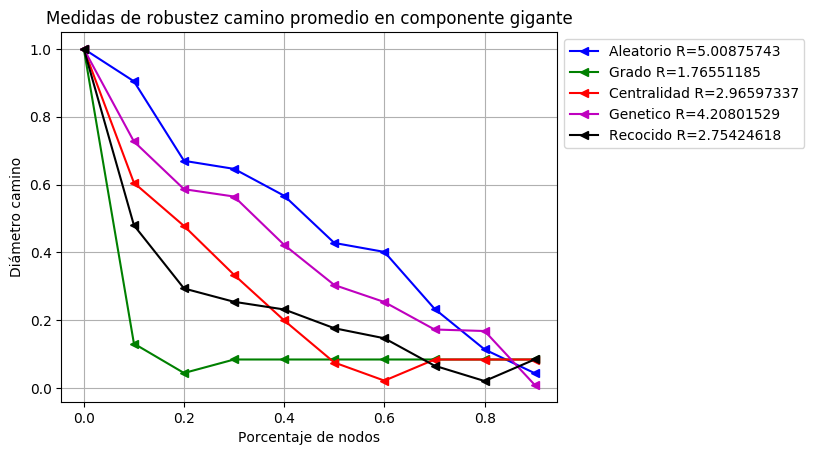 Medidas de robustez camino promedio en componente gigante
1.0
0.8
0.6
0.4
0.2
0.0
Diámetro camino
0.0 0.2 0.4 0.6 0.8
Porcentaje de nodos
Aleatorio R=5.00875743
Grado R=1.76551185
Centralidad R=2.96597337
Genetico R=4.20801529
Recocido R=2.75424618